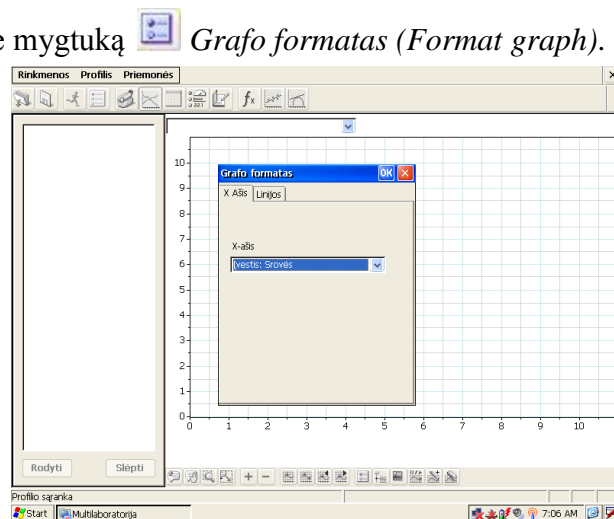 e mygtuką Grafo formatas (Format graph).
Rinkmenos Profilis Priemonės
Grafo formatas OK
X Ašis Linijos
X-ašis
Įvestis: Srovės
10
9
8
7
6
5
4
3
2
1
0
0 1 2 3 4 5 6 7 8 9 10
Rodyti Slėpti
Profilio sąranka
Start Multilaboratorija 7:06 AM